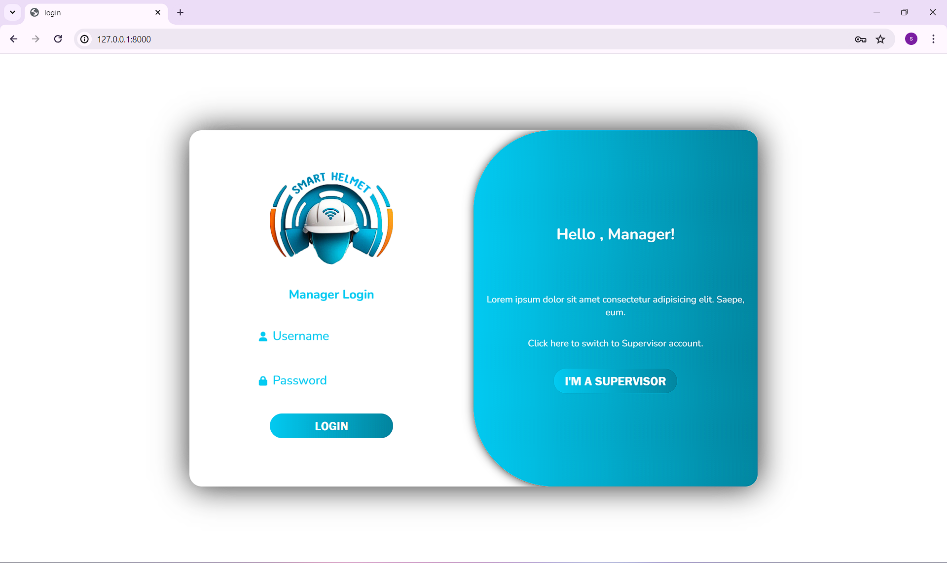 login
127.0.0.1:8000
s
SMART HELMET
Manager Login
Username
Password
LOGIN
Hello , Manager!
Lorem ipsum dolor sit amet consectetur adipisicing elit. Saepe,
eum.
Click here to switch to Supervisor account.
I'M A SUPERVISOR